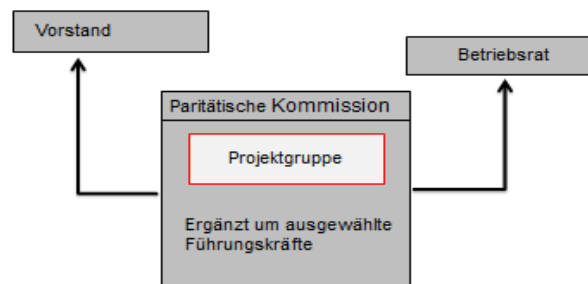 Vorstand
Betriebsrat
Paritätische Kommission
Projektgruppe
Ergänzt um ausgewählte
Führungskräfte